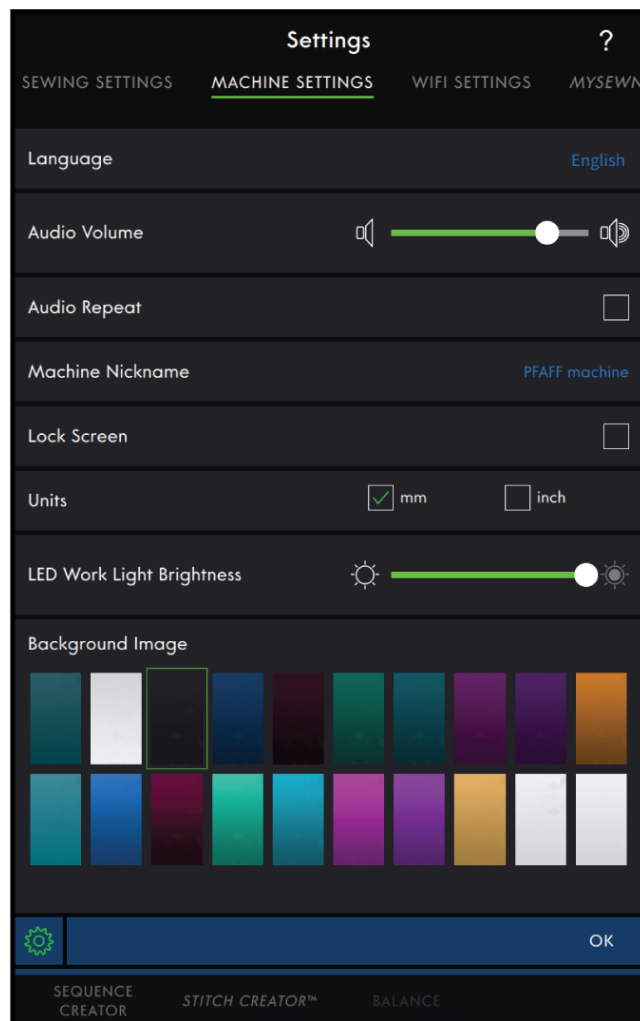 Settings
?
SEWING SETTINGS MACHINE SETTINGS WIFI SETTINGS MYSEWN
Language English
Audio Volume
Audio Repeat
Machine Nickname PFAFF machine
Lock Screen
Units mm inch
LED Work Light Brightness
Background Image
OK
SEQUENCE
CREATOR
STITCH CREATOR™
BALANCE